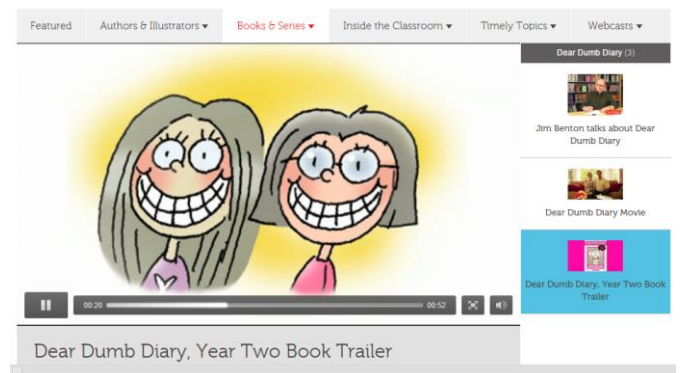 Featured
Authors & Illustrators ▾
Books & Series ▾
Inside the Classroom ▾
Timely Topics ▾
Webcasts ▾
Dear Dumb Diary (3)
Jim Benton talks about Dear
Dumb Diary
Dear Dumb Diary Movie
Dear Dumb Diary, Year Two Book
Trailer
00:20
00:52
Dear Dumb Diary, Year Two Book Trailer